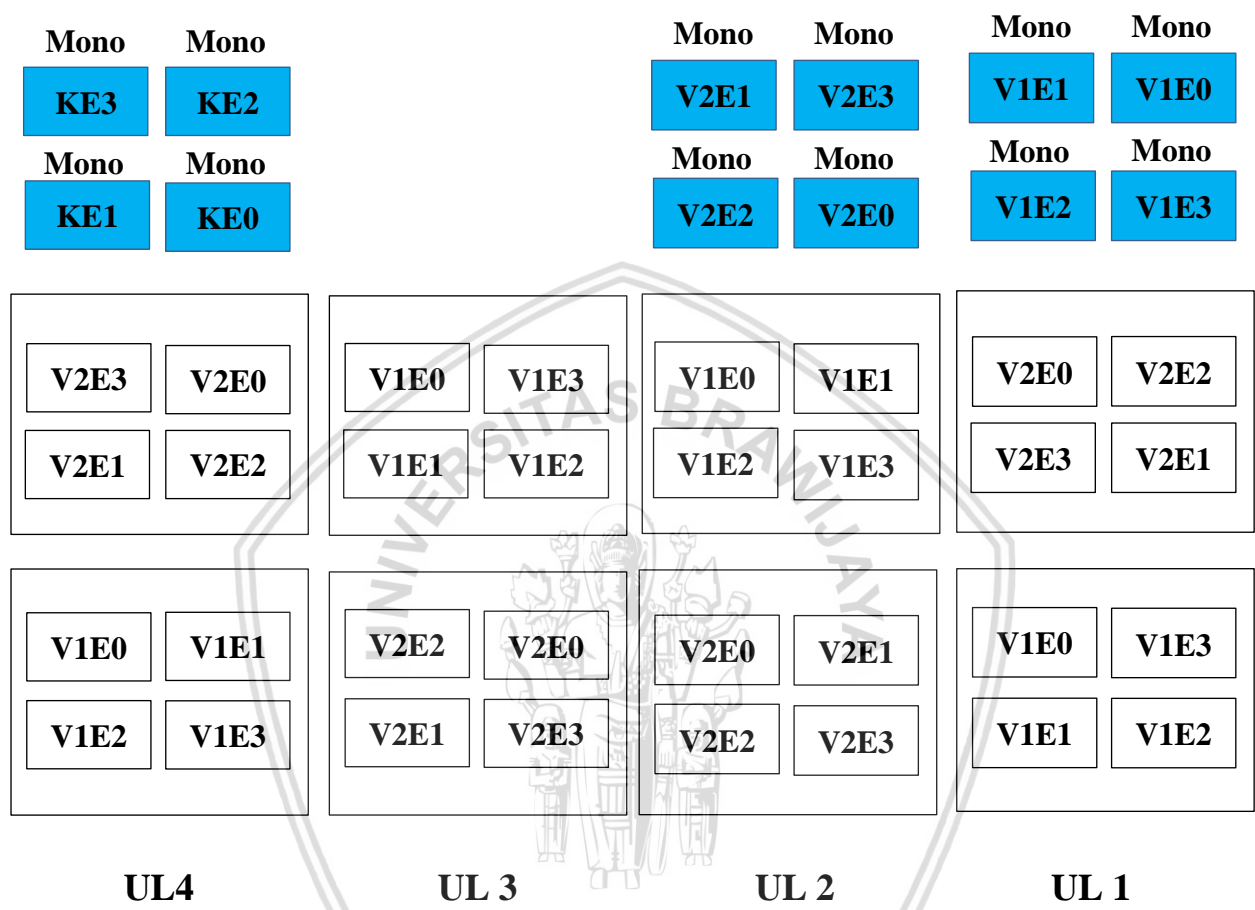 Mono Mono Mono Mono Mono Mono
KE3 KE2 V2E1 V2E3 V1E1 V1E0
Mono Mono Mono Mono Mono Mono
KE1 KE0 V2E2 V2E0 V1E2 V1E3
V2E3 V2E0 V1E0 V1E3 V1E0 V1E1 V2E0 V2E2
V2E1 V2E2 V1E1 V1E2 V1E2 V1E3 V2E3 V2E1
V1E0 V1E1 V2E2 V2E0 V2E0 V2E1 V1E0 V1E3
V1E2 V1E3 V2E1 V2E3 V2E2 V2E3 V1E1 V1E2
UL4 UL 3 UL 2 UL 1
UNIVERSITAS BRAWIJAYA